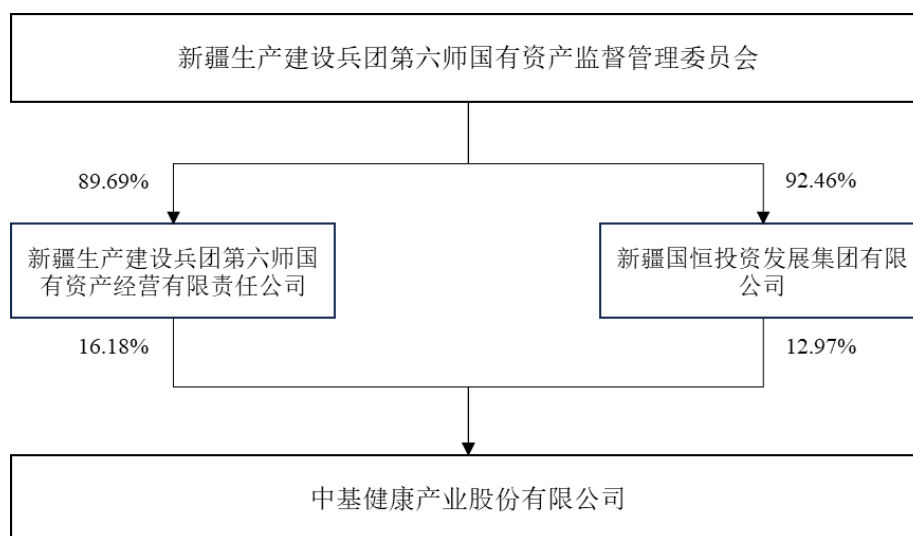 新疆生产建设兵团第六师国有资产监督管理委员会
89.69%
92.46%
新疆生产建设兵团第六师国
有资产经营有限责任公司
新疆国恒投资发展集团有限
公司
16.18%
12.97%
中基健康产业股份有限公司